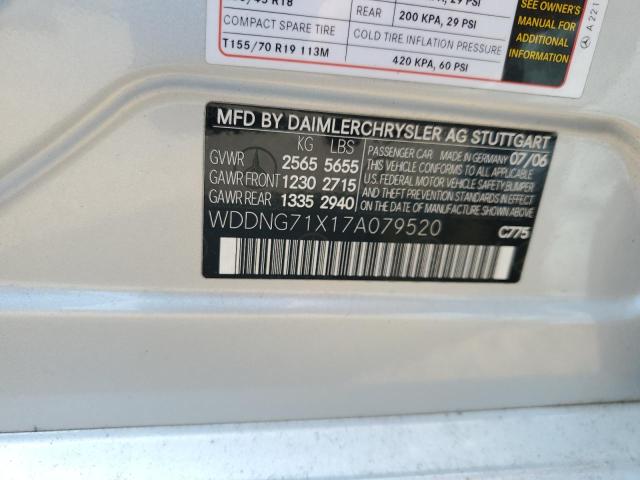 R18
REAR
200 KPA, 29 PSI
COMPACT SPARE TIRE
COLD TIRE INFLATION PRESSURE
T155/70 R19 113M
420 KPA, 60 PSI
SEE OWNER'S
MANUAL FOR
ADDITIONAL
INFORMATION
A 221
MFD BY DAIMLERCHRYSLER AG STUTTGART
KG LBS
GVWR 2565 5655
GAWR FRONT 1230 2715
GAWR REAR 1335 2940
PASSENGER CAR MADE IN GERMANY 07/06
THIS VEHICLE CONFORMS TO ALL APPLICABLE
U.S. FEDERAL MOTOR VEHICLE SAFETY, BUMPER,
AND THEFT PREVENTION STANDARDS IN EFFECT
ON THE DATE OF MANUFACTURE SHOWN ABOVE.
WDDNG71X17A079520
C775